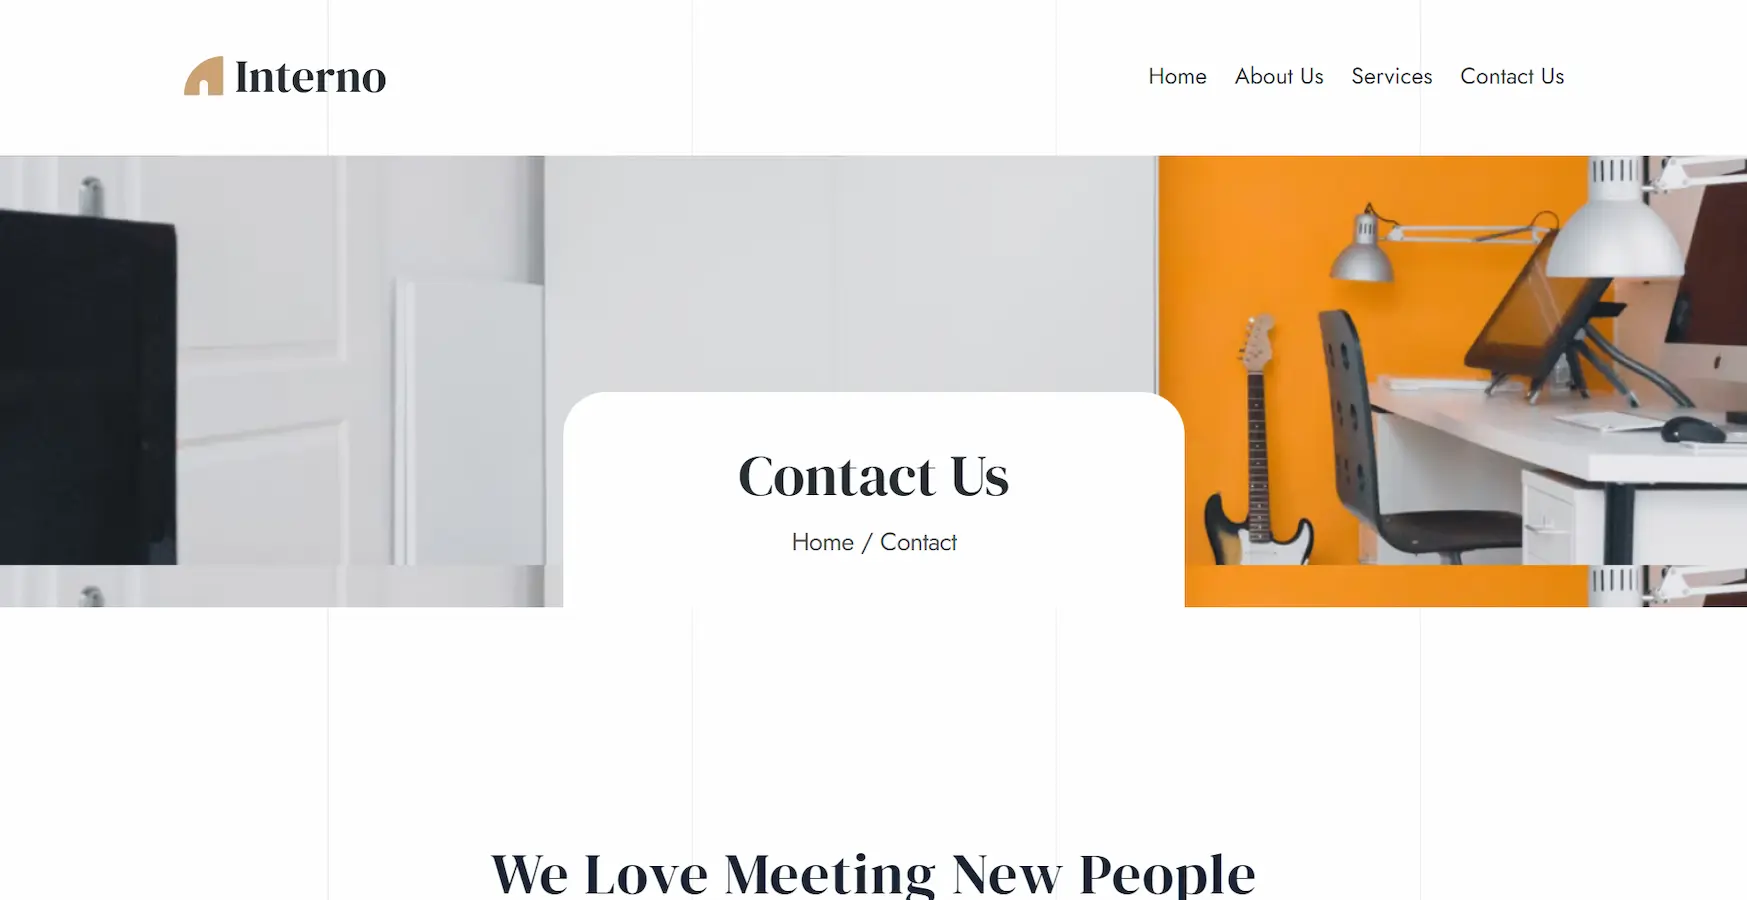 Interno
Home About Us Services Contact Us
Contact Us
Home / Contact
We Love Meeting New People